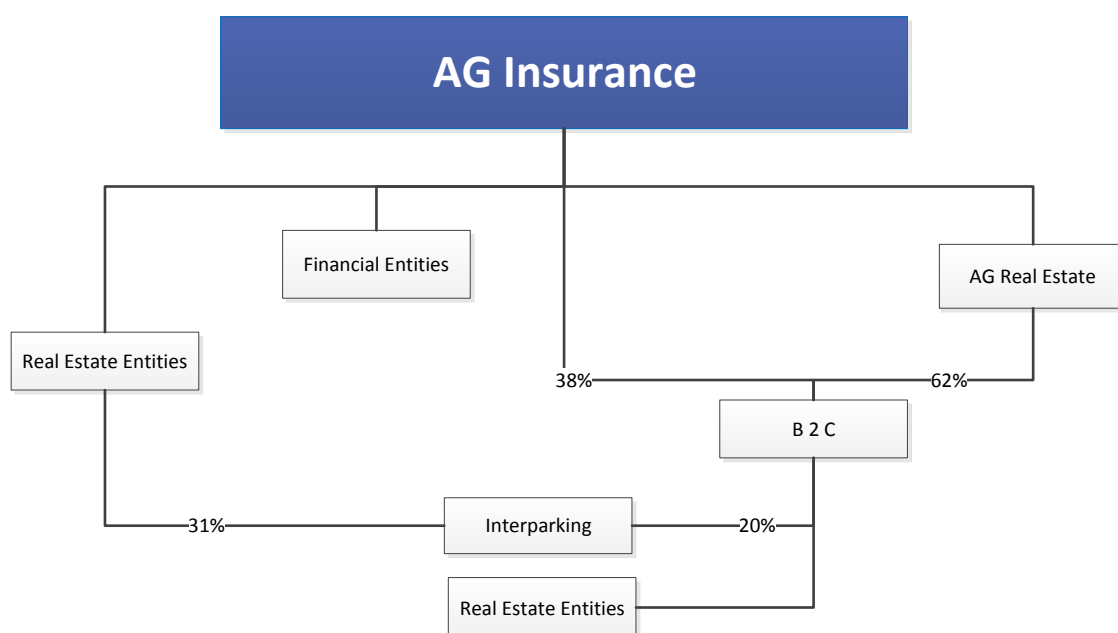 AG Insurance
Financial Entities
AG Real Estate
Real Estate Entities
38%
62%
B 2 C
31%
Interparking
20%
Real Estate Entities